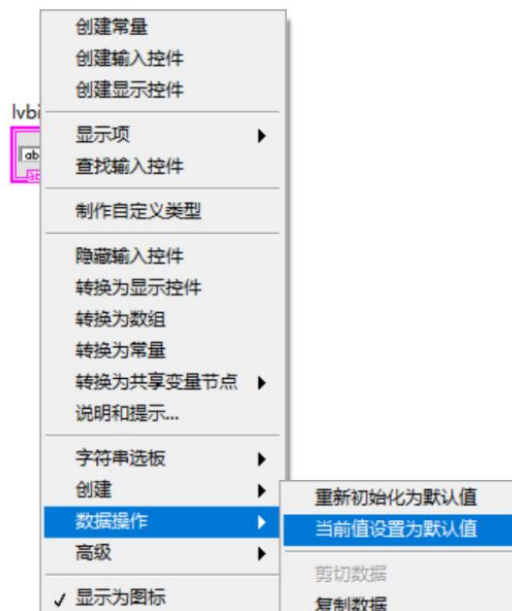 创建常量
创建输入控件
创建显示控件
lvbi
显示项
ab
查找输入控件
制作自定义类型
隐藏输入控件
转换为显示控件
转换为数组
转换为常量
转换为共享变量节点
说明和提示...
字符串选板
创建
重新初始化为默认值
数据操作
当前值设置为默认值
高级
剪切数据
✓ 显示为图标
复制数据